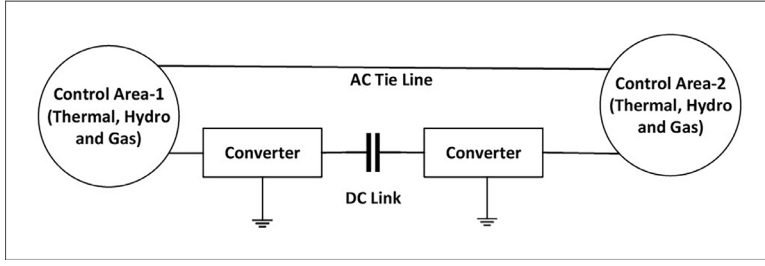 Control Area-1
(Thermal, Hydro
and Gas)
AC Tie Line
Control Area-2
(Thermal, Hydro
and Gas)
Converter
Converter
DC Link